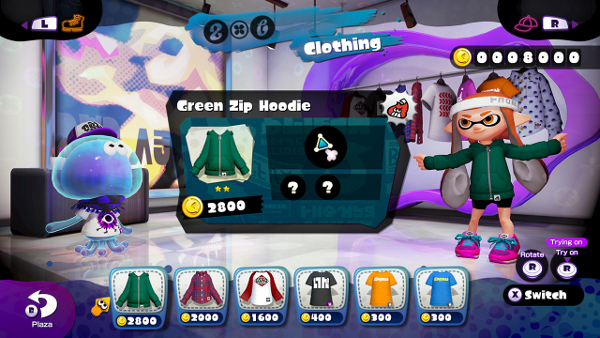 L
Clothing
R
0008000
Green Zip Hoodie
2800
? ?
Trying on
Rotate
Try on
R
R
X Switch
B
Plaza
2800
2000
1600
400
300
300